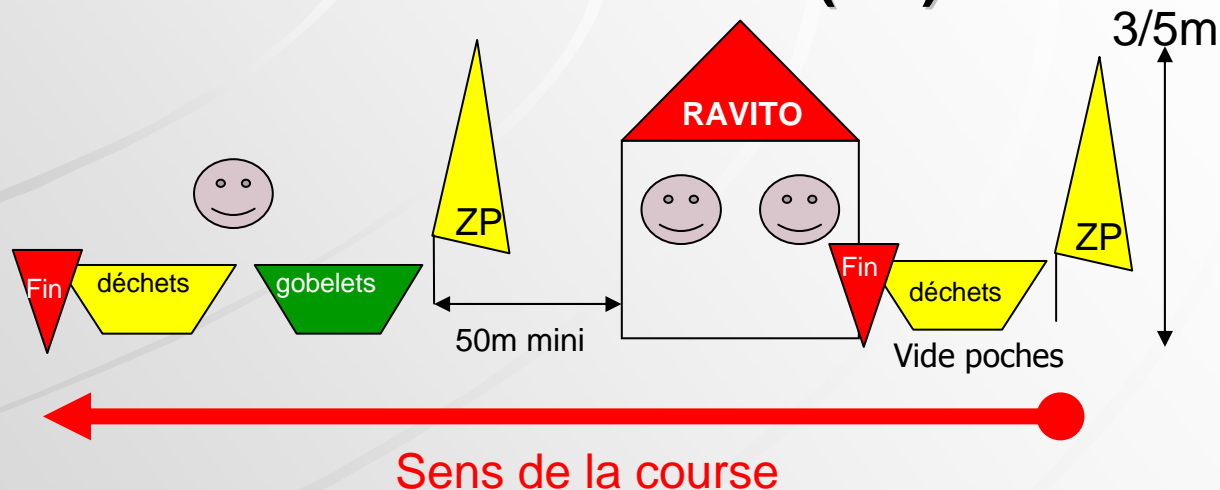 3/5m
RAVITO
ZP
ZP
Fin
déchets
gobelets
Fin
déchets
50m mini
Vide poches
Sens de la course